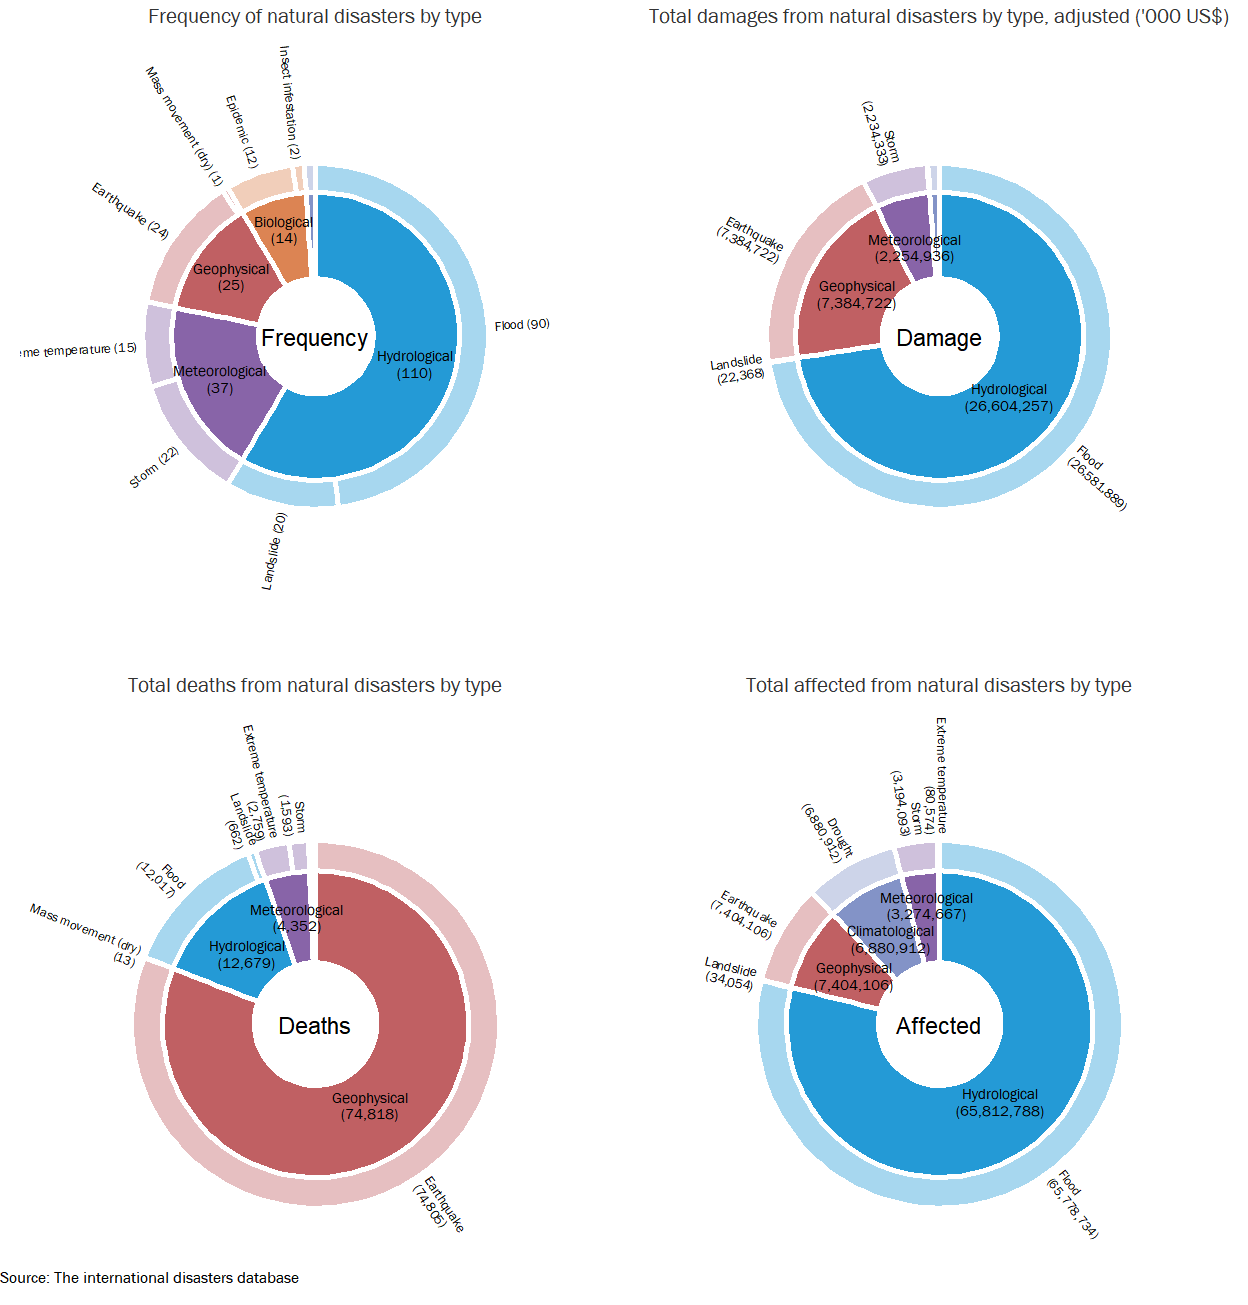 Frequency of natural disasters by type
Insect infestation (2)
Epidemic (12)
Mass movement (dry) (1)
Earthquake (24)
Biological
(14)
Geophysical
(25)
Flood (90)
Frequency
temperature (15)
Hydrological
(110)
Meteorological
(37)
Storm (22)
Landslide (20)
Total damages from natural disasters by type, adjusted ('000 US$)
Storm
(2,234,333)
Earthquake
(7,384,722)
Meteorological
(2,254,936)
Geophysical
(7,384,722)
Damage
Landslide
(22,368)
Hydrological
(26,604,257)
Flood
(26,581,889)
Total deaths from natural disasters by type
Extreme temperature
(2,759)
Storm
(1,593)
Landslide
(662)
Flood
(12,017)
Mass movement (dry)
(13)
Meteorological
(4,352)
Hydrological
(12,679)
Deaths
Geophysical
(74,818)
Earthquake
(74,805)
Total affected from natural disasters by type
Extreme temperature
(80,574)
Storm
(3,194,093)
Drought
(6,880,912)
Earthquake
(7,404,106)
Meteorological
(3,274,667)
Climatological
(6,880,912)
Landslide
(34,054)
Geophysical
(7,404,106)
Affected
Hydrological
(65,812,788)
Flood
(65,778,734)
Source: The international disasters database